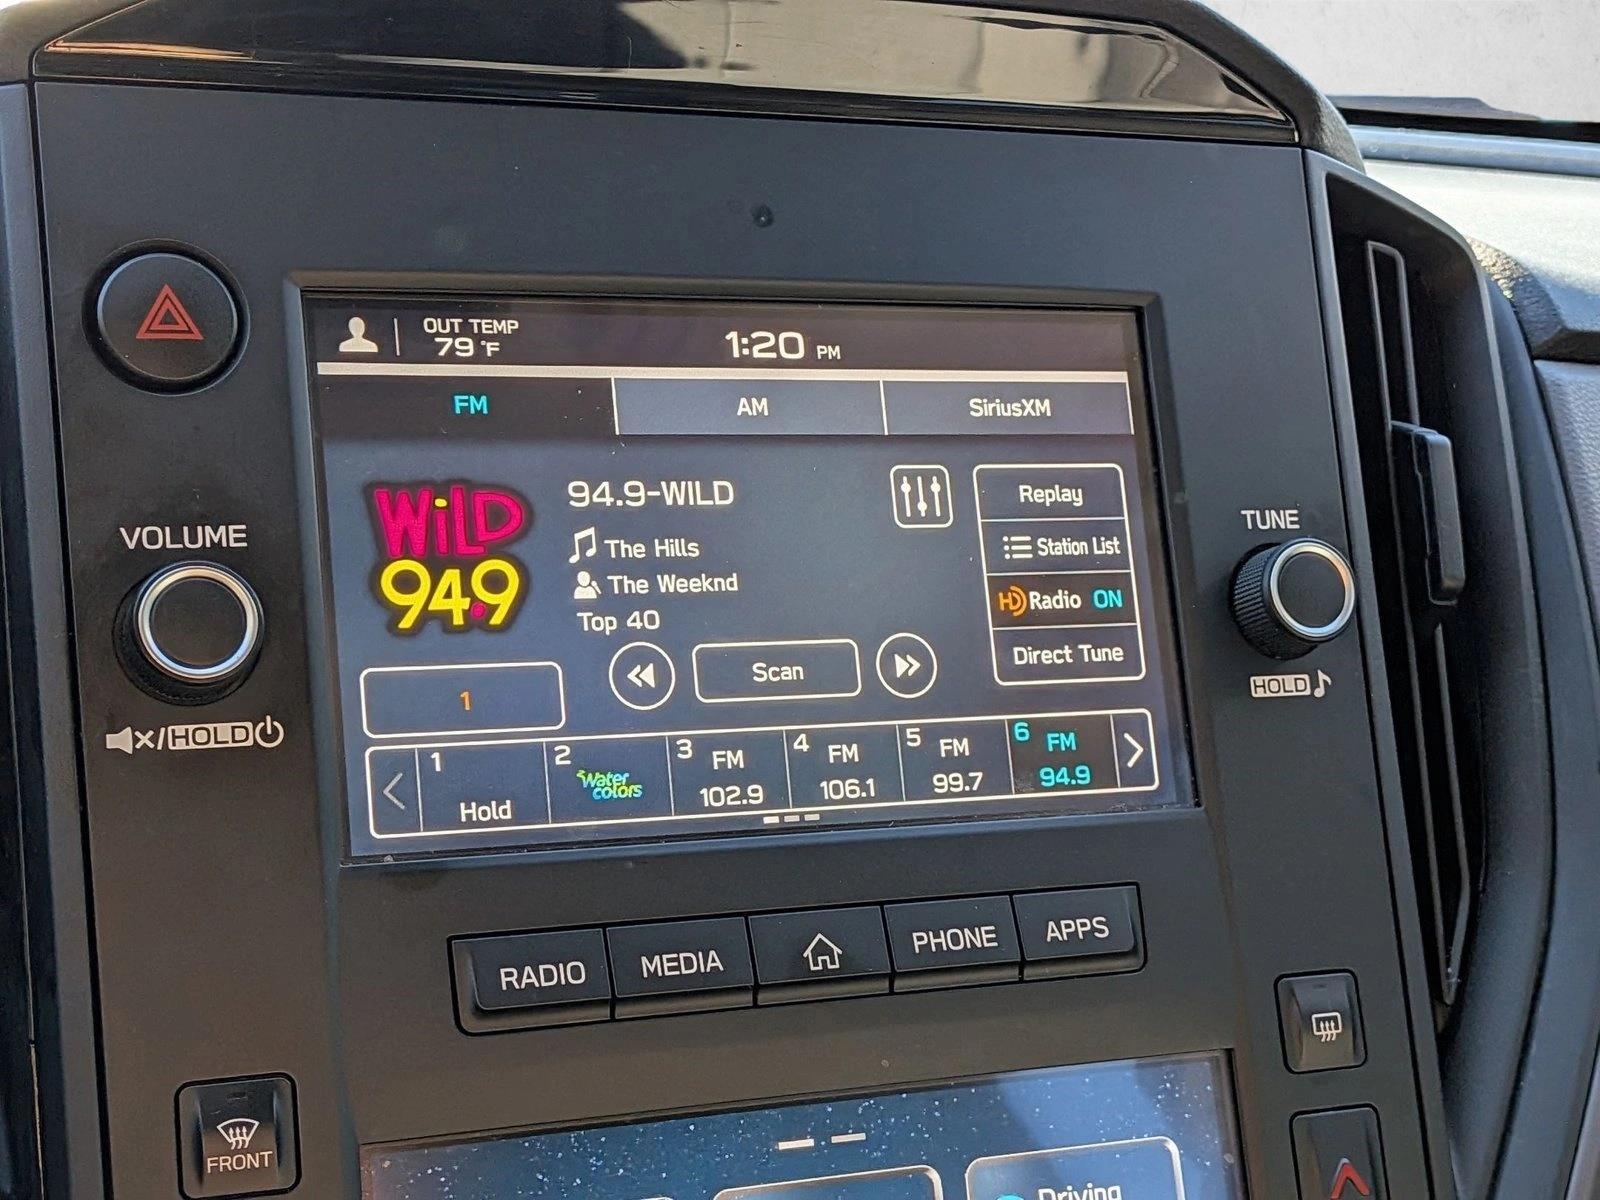 OUT TEMP
79 °F
1:20 PM
FM
AM
SiriusXM
WiLD
94.9
94.9-WILD
The Hills
The Weeknd
Top 40
Replay
Station List
HD Radio ON
Direct Tune
Scan
1
1
Hold
2
Water
colors
3
FM
102.9
4
FM
106.1
5
FM
99.7
6
FM
94.9
VOLUME
/HOLD
TUNE
HOLD
RADIO
MEDIA
PHONE
APPS
FRONT
Driving